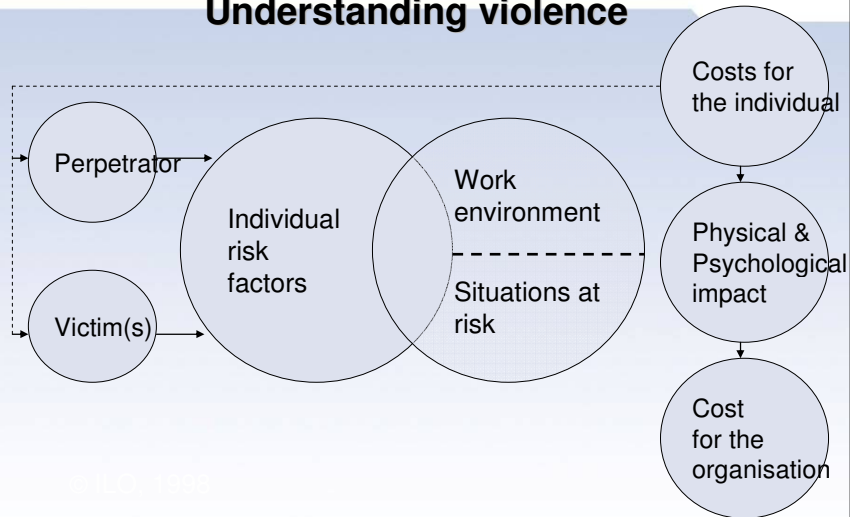 Understanding violence
Costs for
the individual
Perpetrator
Work
environment
Individual
risk
factors
Physical &
Psychological
impact
Situations at
risk
Victim(s)
Cost
for the
organisation
© ILO, 1998